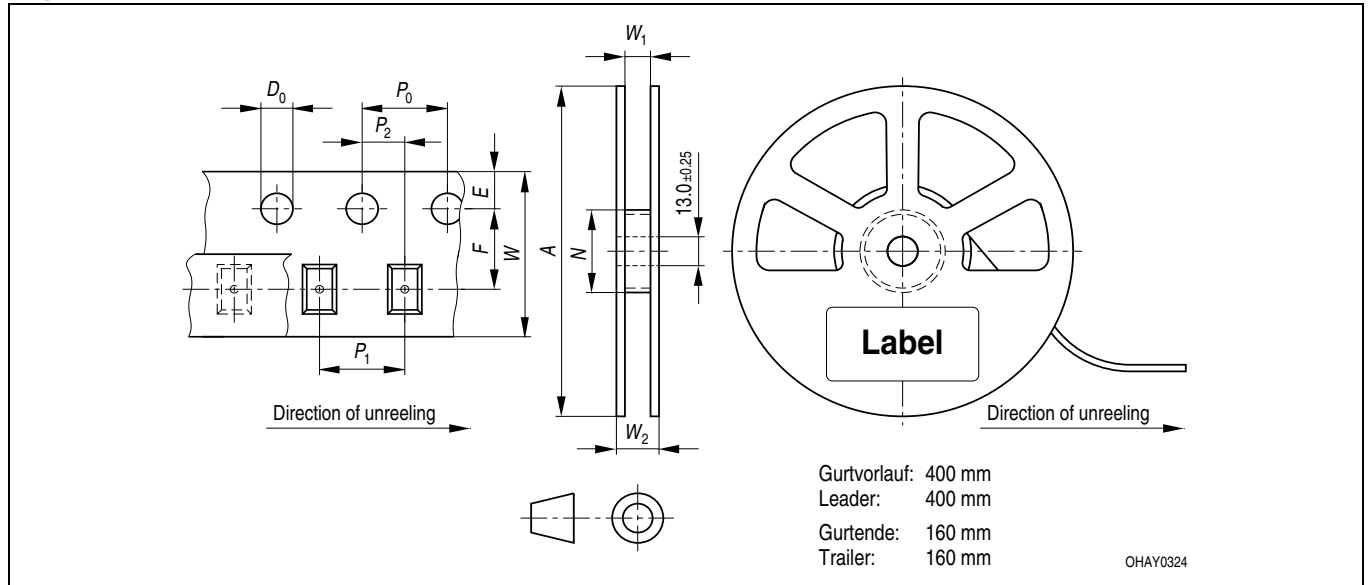 W1
D0
P0
P2
E
F
W
A
N
13.0±0.25
P1
Label
Direction of unreeling
Direction of unreeling
W2
Gurtvorlauf: 400 mm
Leader: 400 mm
Gurtende: 160 mm
Trailer: 160 mm
OHAY0324